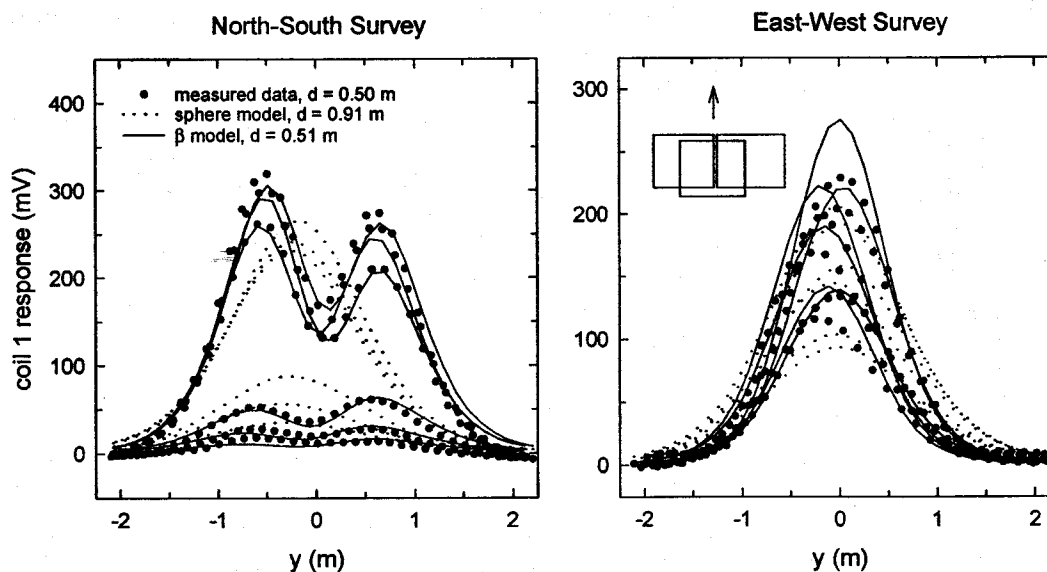 North-South Survey
East-West Survey
coil 1 response (mV)
400
300
200
100
0
measured data, d = 0.50 m
sphere model, d = 0.91 m
β model, d = 0.51 m
-2
-1
0
1
2
y (m)
300
200
100
0
-2
-1
0
1
2
y (m)